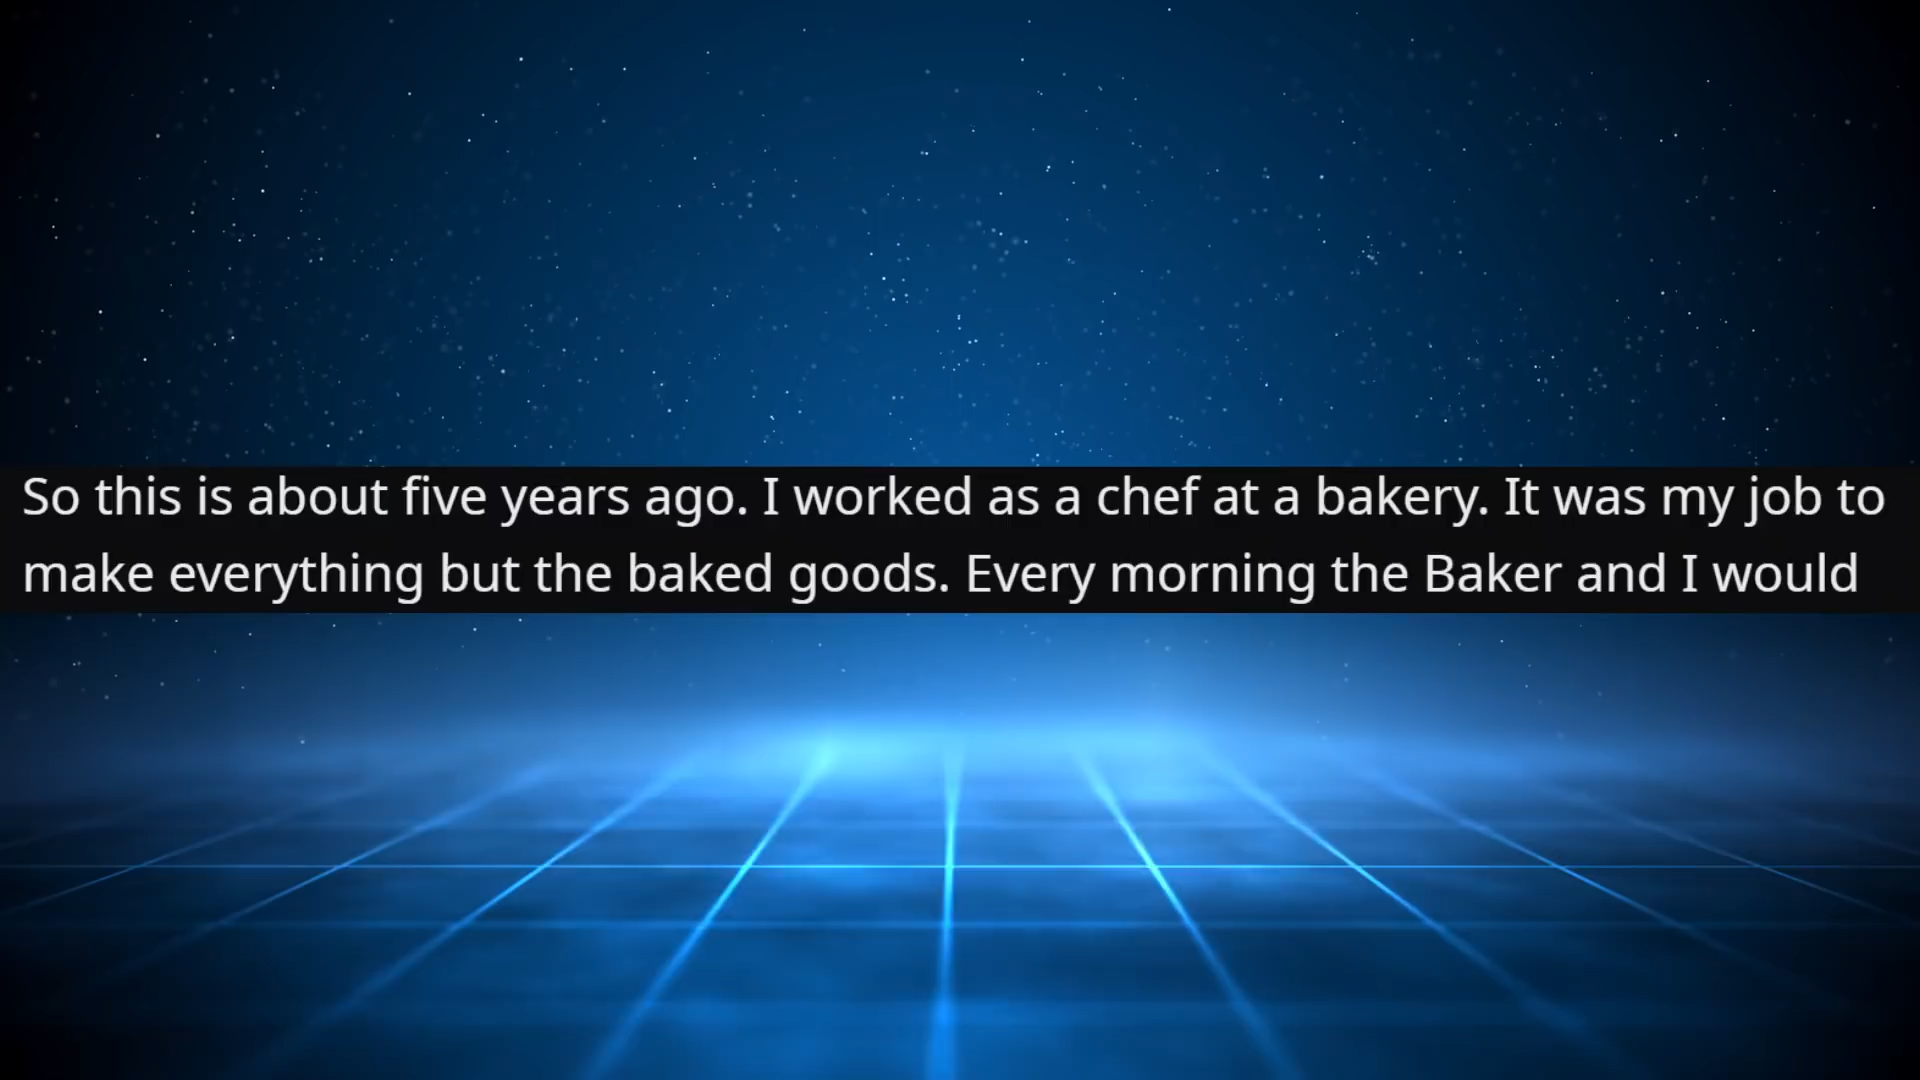 So this is about five years ago. I worked as a chef at a bakery. It was my job to
make everything but the baked goods. Every morning the Baker and I would